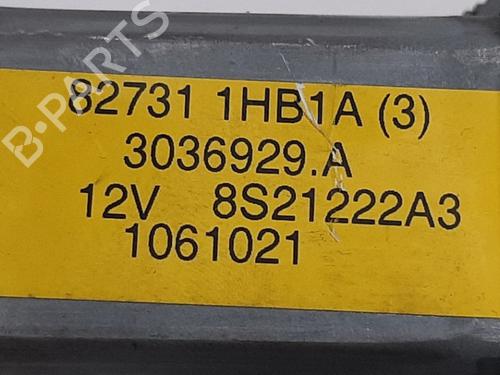 B-PARTS
82731 1HB1A (3)
3036929.A
12V 8S21222A3
1061021